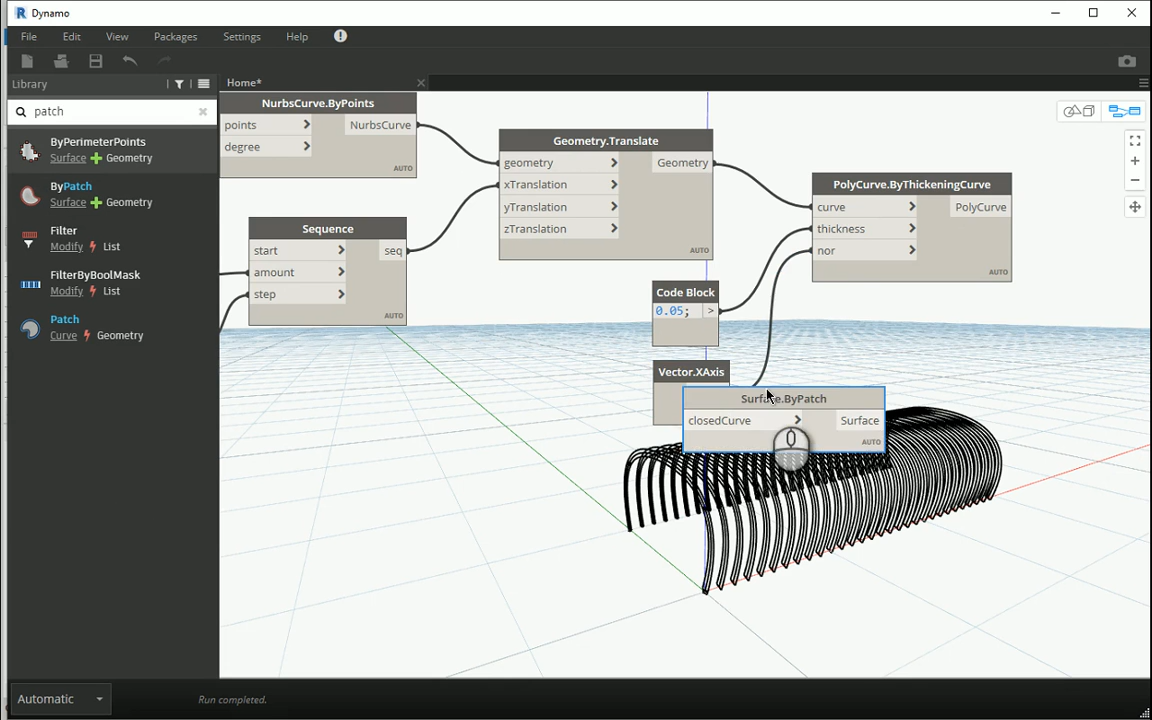 Dynamo
File Edit View Packages Settings Help
Library
Home*
patch
ByPerimeterPoints
Surface Geometry
ByPatch
Surface Geometry
Filter
Modify List
FilterByBoolMask
Modify List
Patch
Curve Geometry
NurbsCurve.ByPoints
points > NurbsCurve
degree >
AUTO
Sequence
start > seq
amount >
step >
AUTO
Geometry.Translate
geometry > Geometry
xTranslation >
yTranslation >
zTranslation >
AUTO
Code Block
0.05; >
Vector.XAxis
PolyCurve.ByThickeningCurve
curve > PolyCurve
thickness >
nor >
AUTO
Surface.ByPatch
closedCurve > Surface
AUTO
Automatic
Run completed.